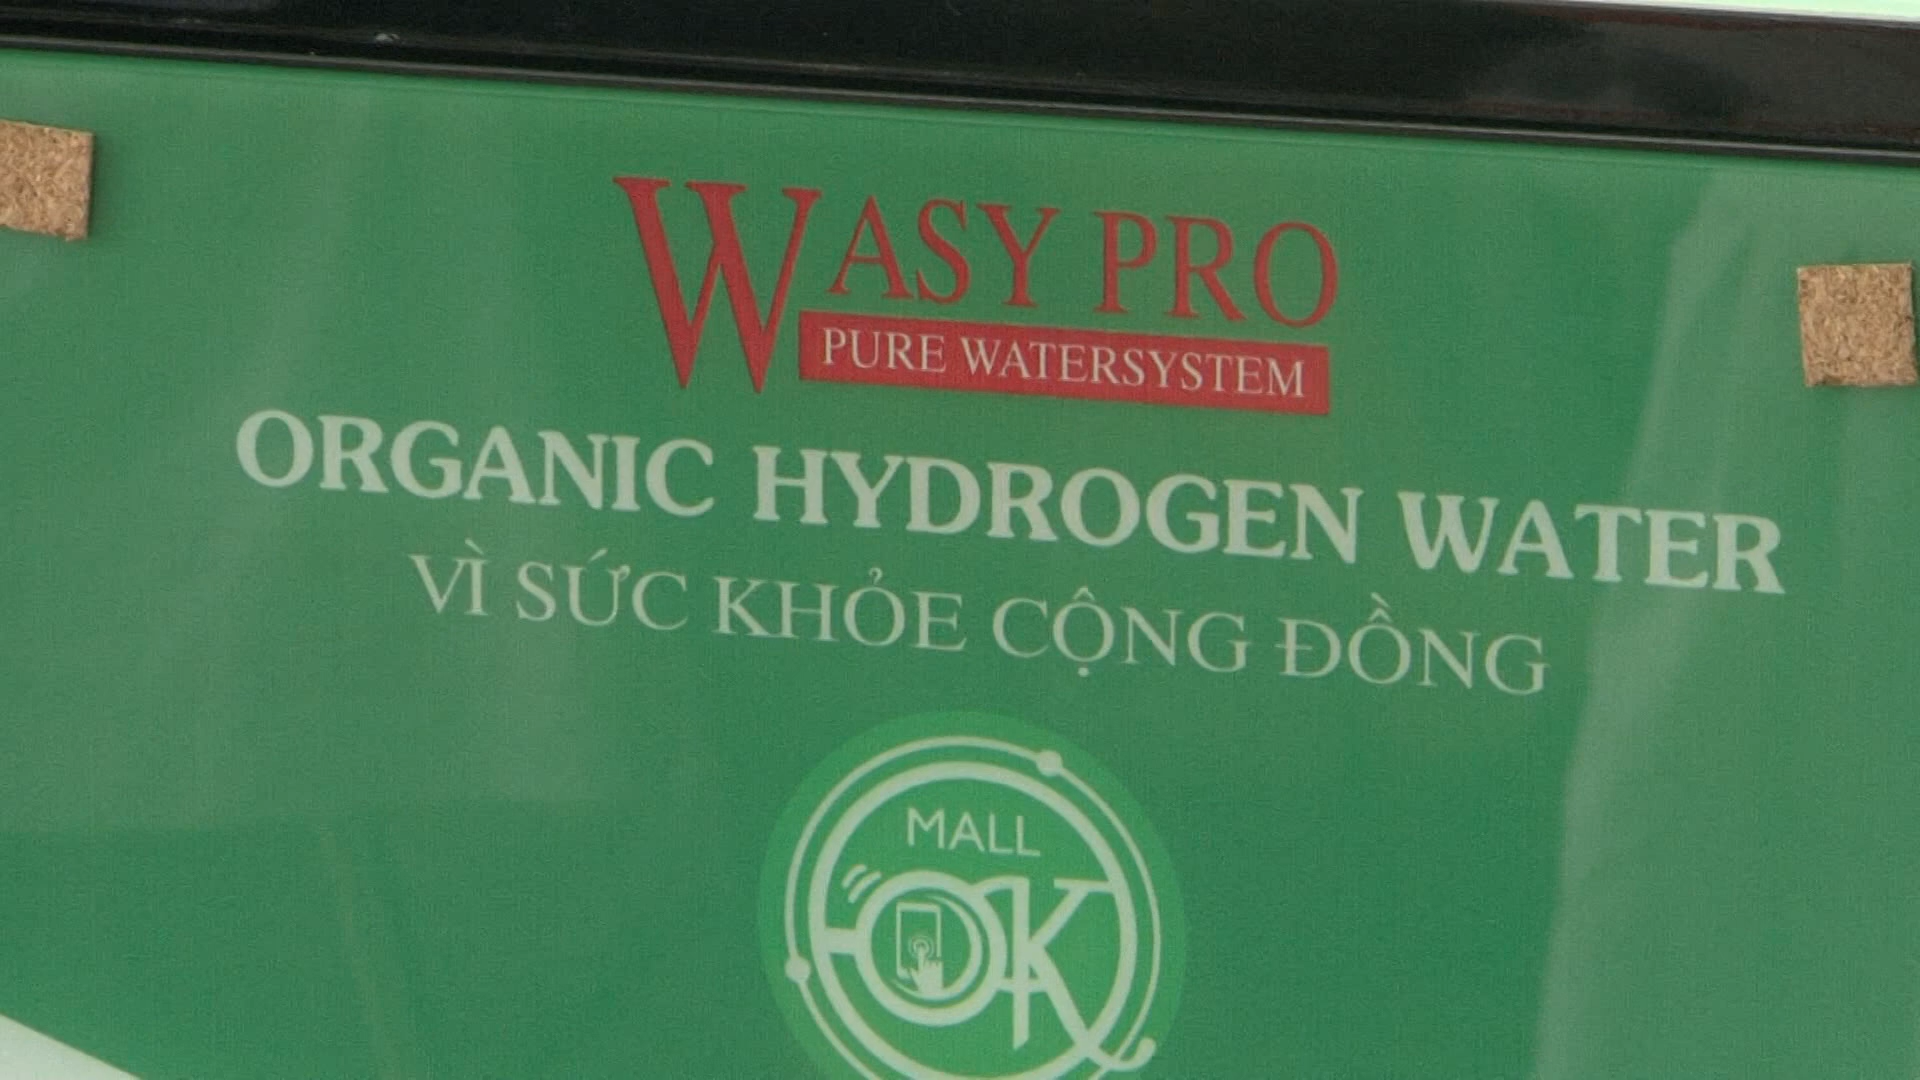 WASY PRO
PURE WATERSYSTEM
ORGANIC HYDROGEN WATER
VÌ SỨC KHỎE CỘNG ĐỒNG
MALL
OK